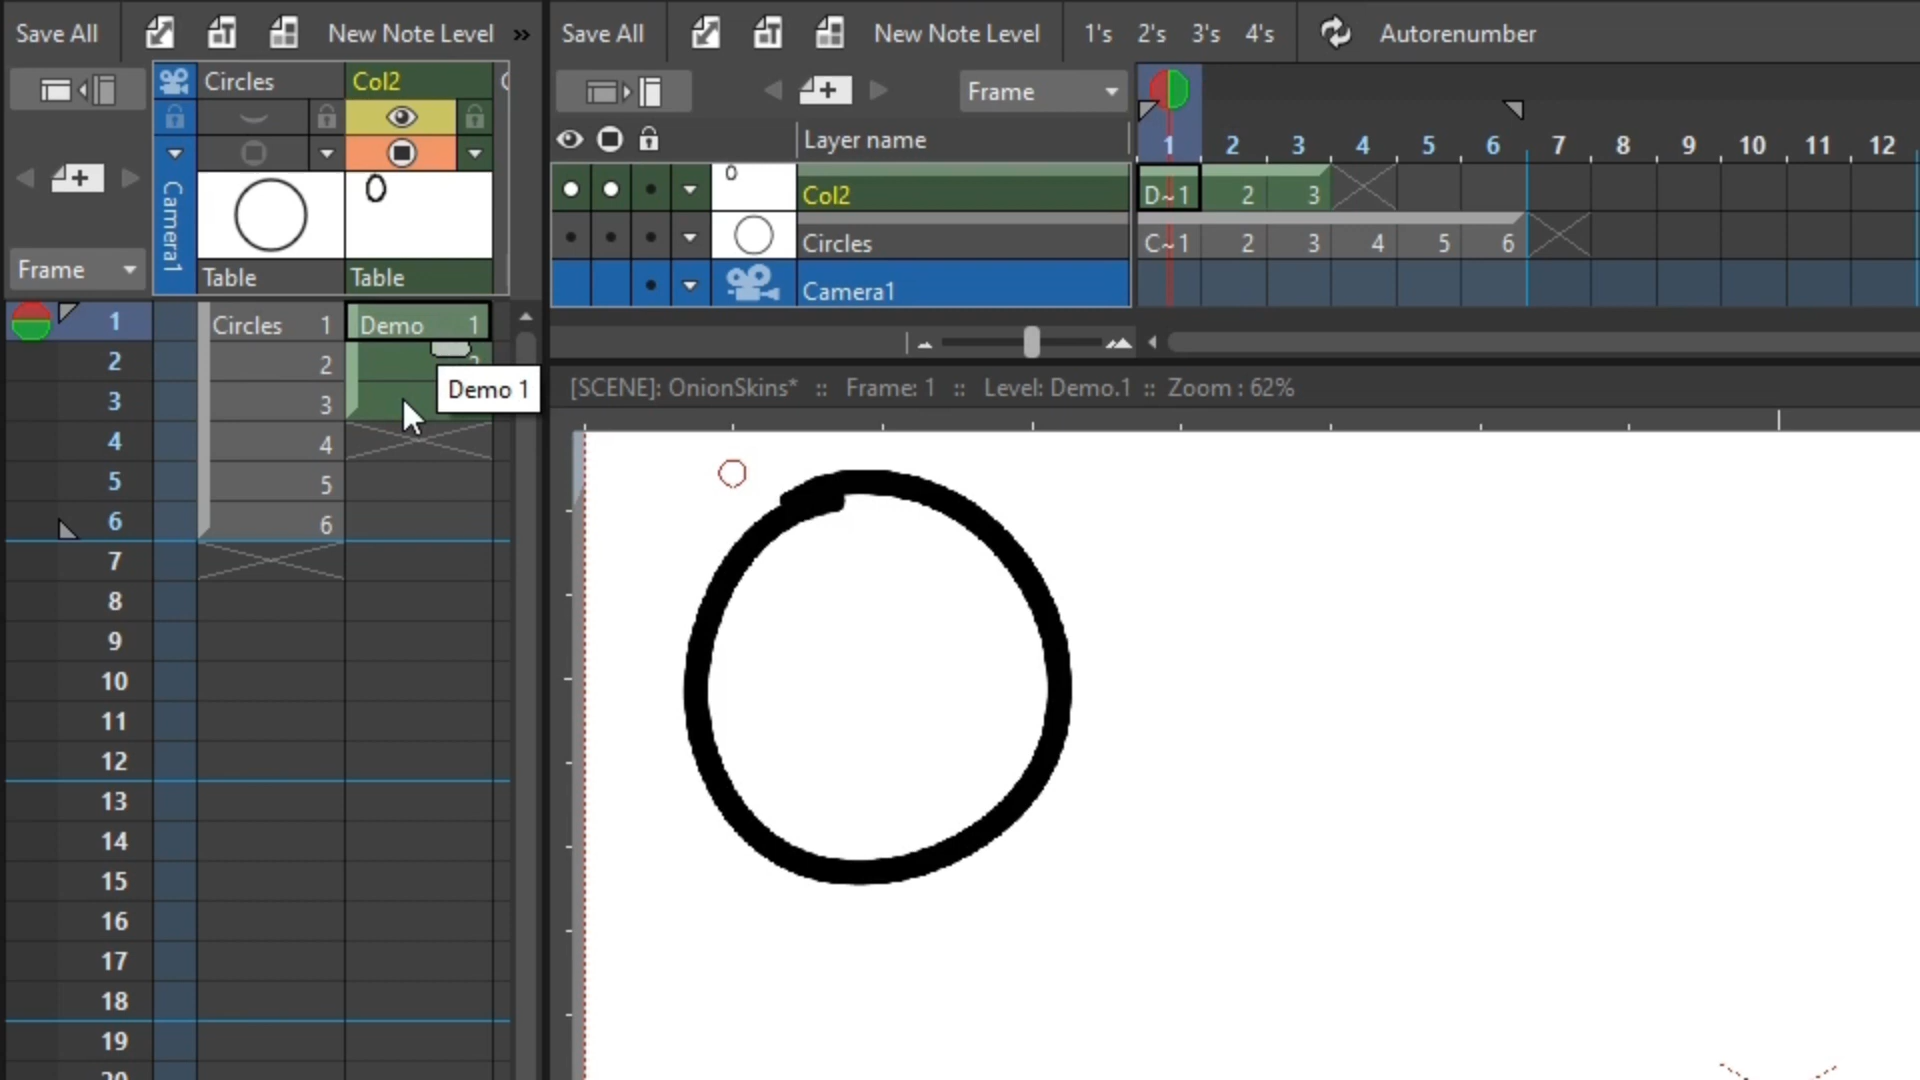 Save All New Note Level »
Circles Col2
Camera1
Table Table
Frame
1 Circles 1 Demo 1
2 2 2
3 3
4 4
5 5
6 6
7
8
9
10
11
12
13
14
15
16
17
18
19
20
Demo 1
Save All New Note Level 1's 2's 3's 4's Autorenumber
Frame
Layer name 1 2 3 4 5 6 7 8 9 10 11 12
Col2 D~1 2 3
Circles C~1 2 3 4 5 6
Camera1
[SCENE]: OnionSkins* :: Frame: 1 :: Level: Demo.1 :: Zoom : 62%